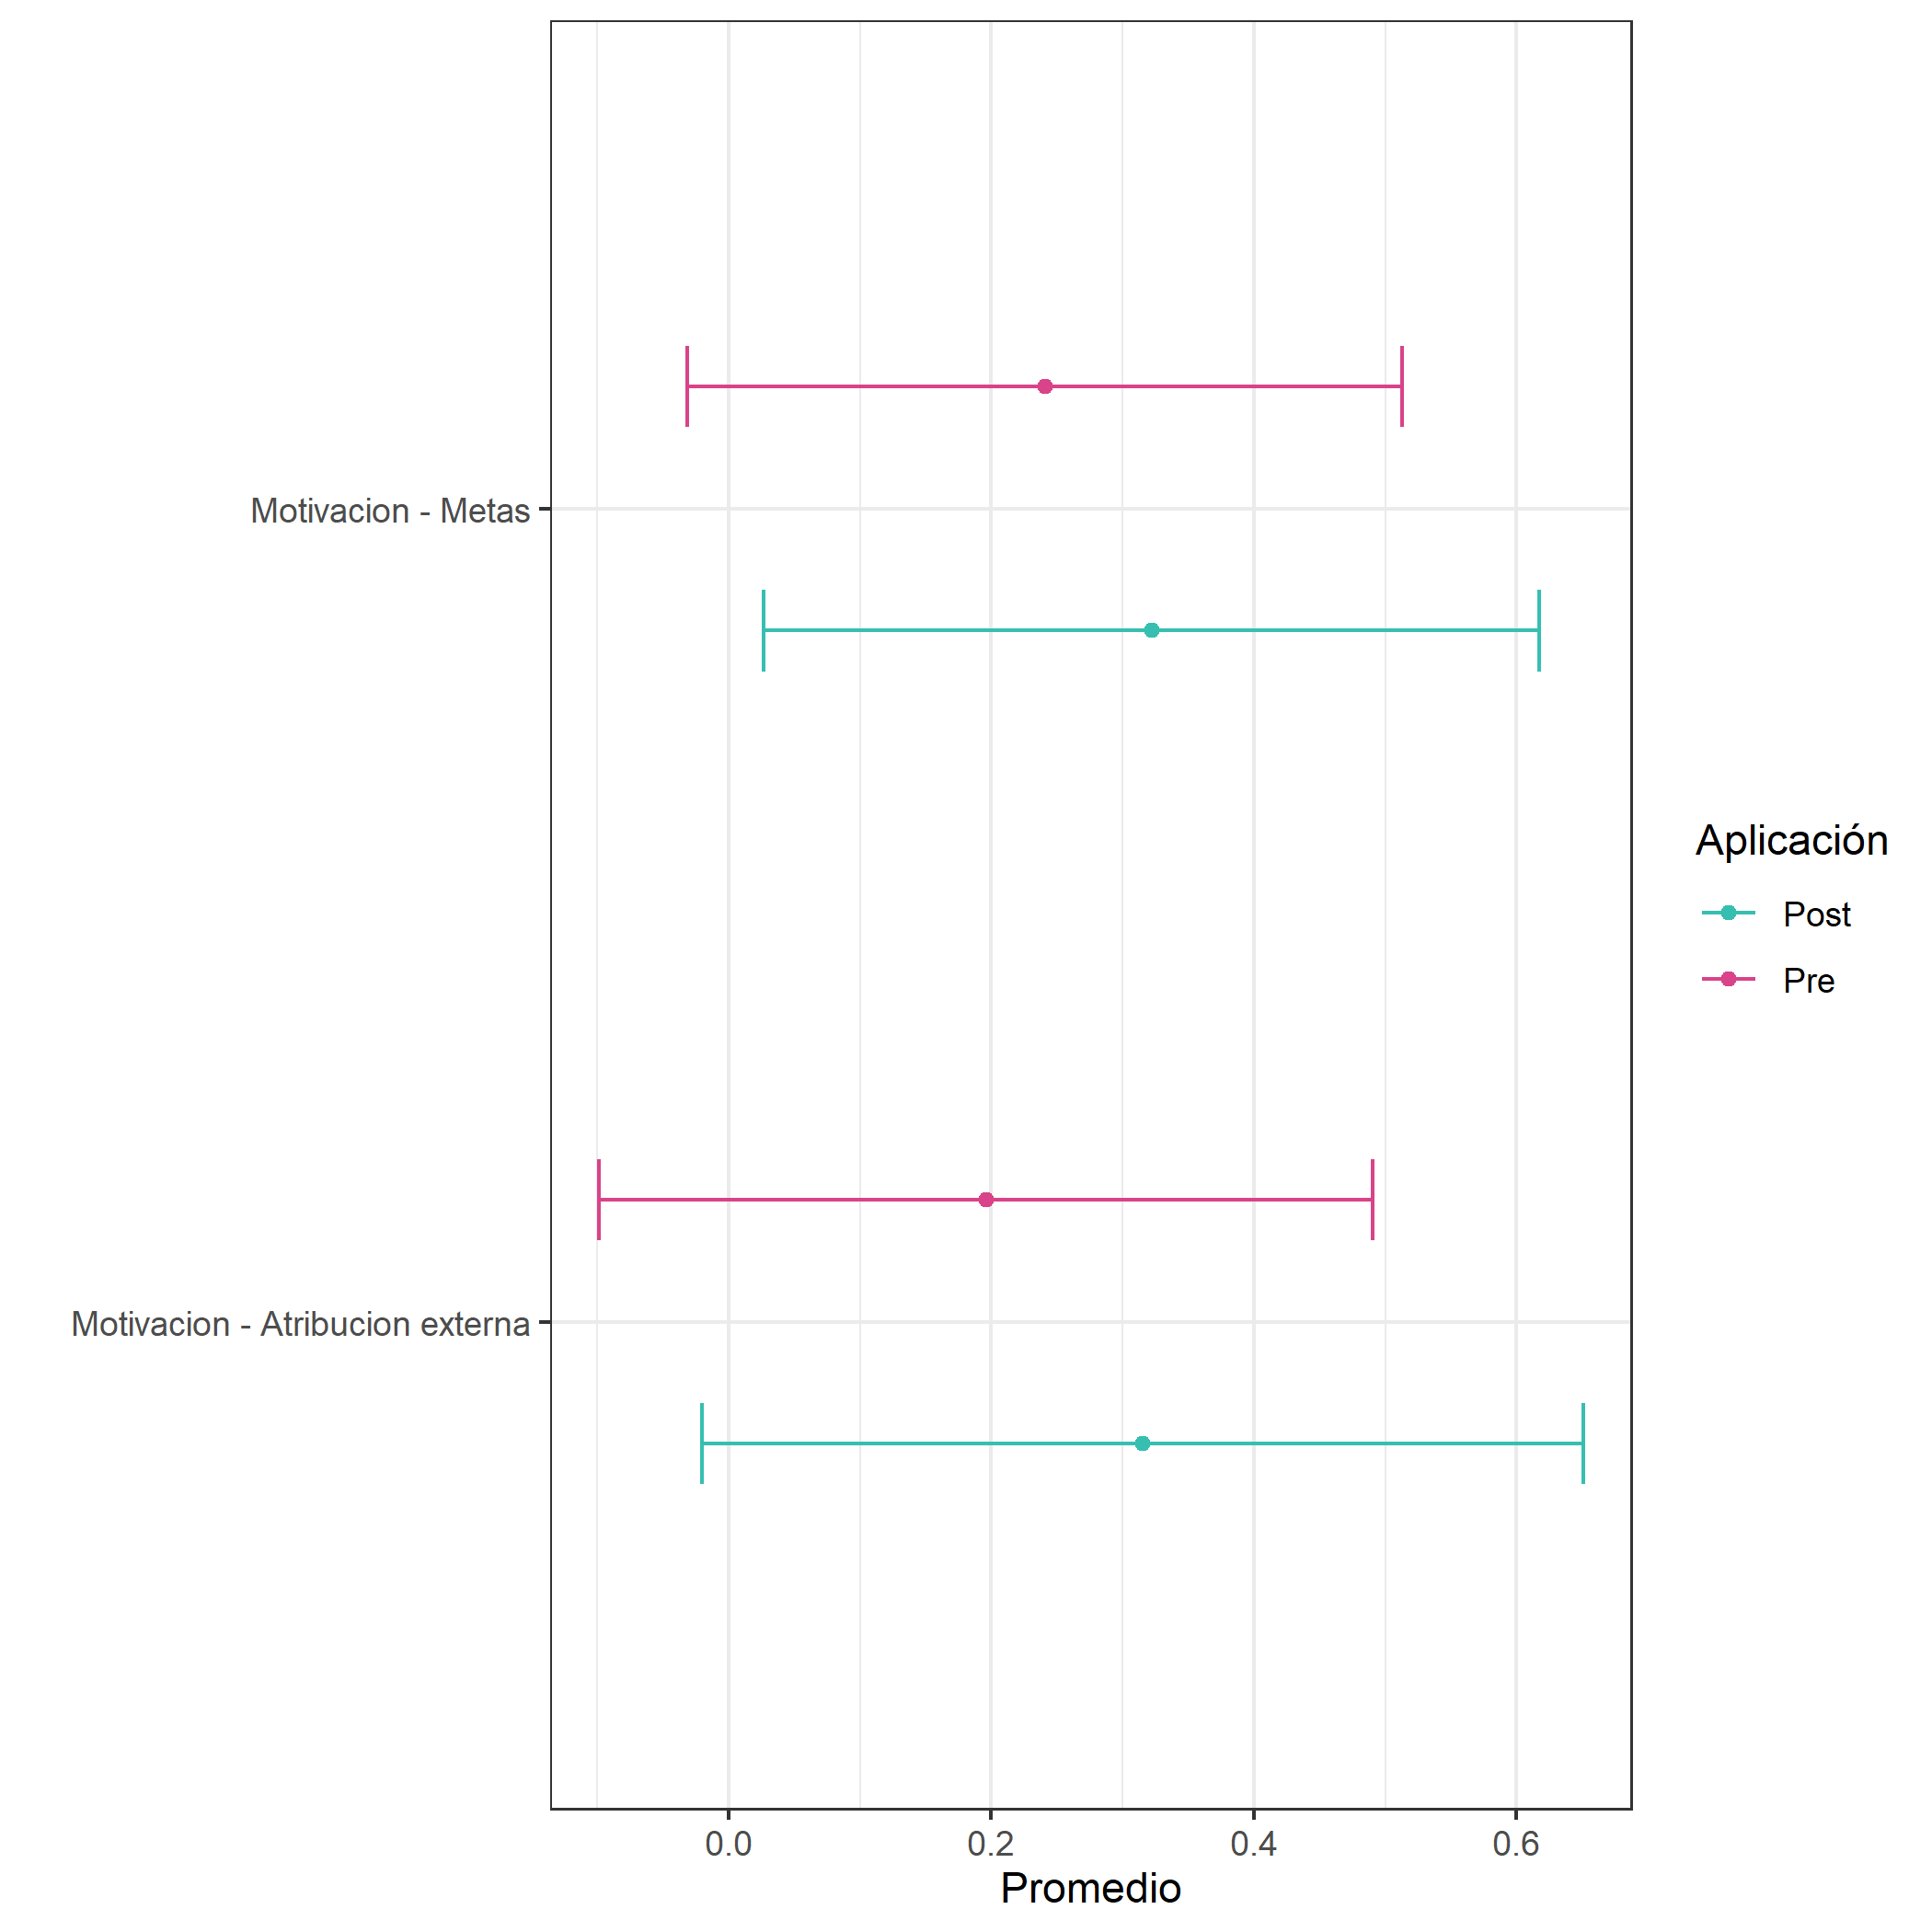 Motivacion - Metas
Motivacion - Atribucion externa
0.0
0.2
0.4
0.6
Promedio
Aplicación
Post
Pre